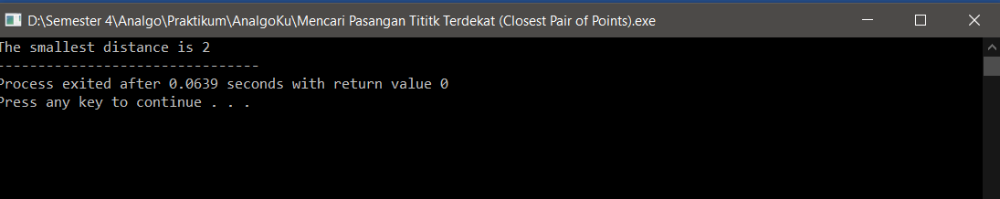 D:\Semester 4\Analgo\Praktikum\AnalgoKu\Mencari Pasangan Tititk Terdekat (Closest Pair of Points).exe
The smallest distance is 2
--------------------------------
Process exited after 0.0639 seconds with return value 0
Press any key to continue . . .